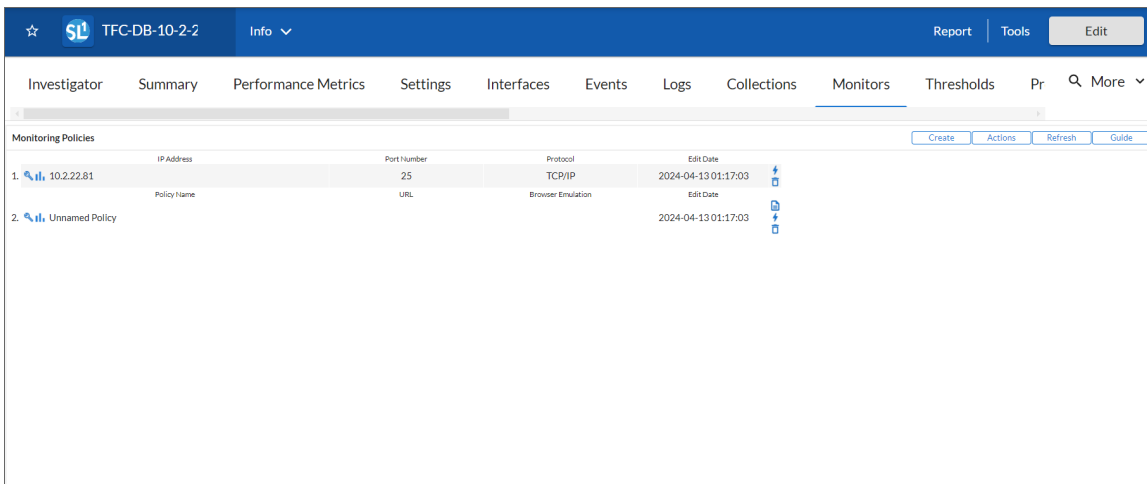 SL1 TFC-DB-10-2-2 Info Report Tools Edit
Investigator Summary Performance Metrics Settings Interfaces Events Logs Collections Monitors Thresholds Pr More
Monitoring Policies Create Actions Refresh Guide
IP Address Port Number Protocol Edit Date
1. 10.2.22.81 25 TCP/IP 2024-04-13 01:17:03
Policy Name URL Browser Emulation Edit Date
2. Unnamed Policy 2024-04-13 01:17:03